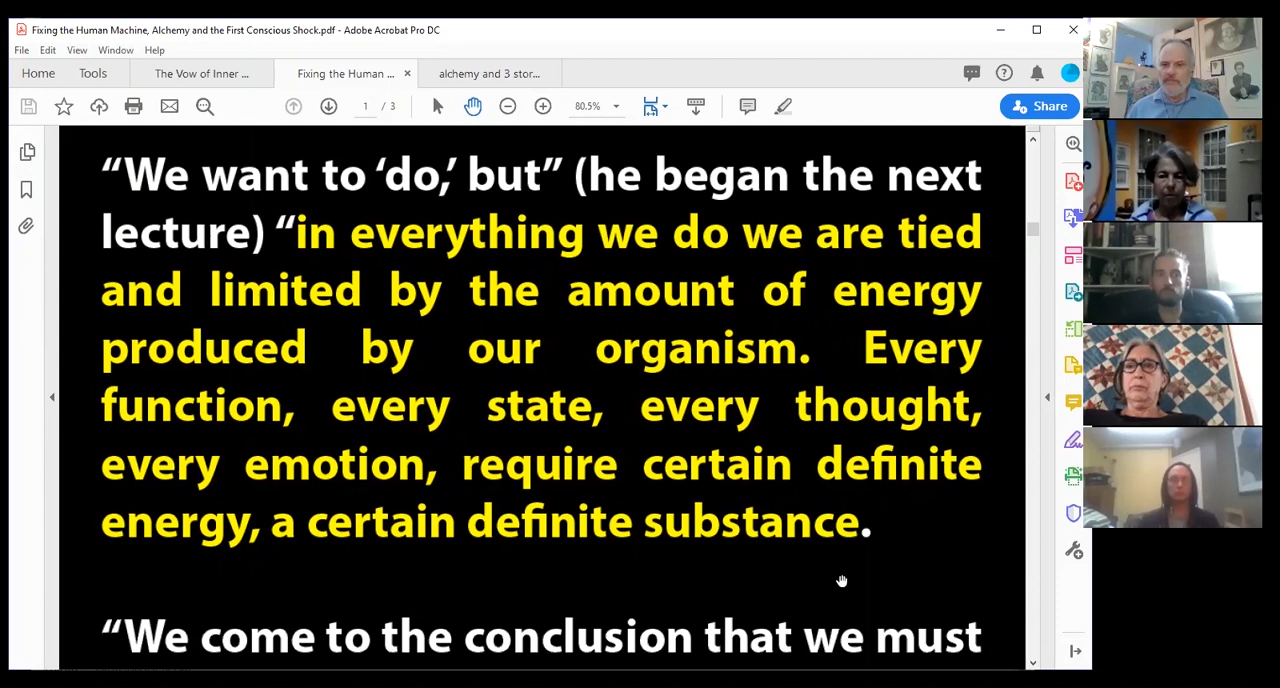 Fixing the Human Machine, Alchemy and the First Conscious Shock.pdf - Adobe Acrobat Pro DC
File Edit View Window Help
Home Tools The Vow of Inner ... Fixing the Human ... × alchemy and 3 stor...
1 / 3 80.5% Share
“We want to ‘do,’ but” (he began the next
lecture) “in everything we do we are tied
and limited by the amount of energy
produced by our organism. Every
function, every state, every thought,
every emotion, require certain definite
energy, a certain definite substance.
“We come to the conclusion that we must